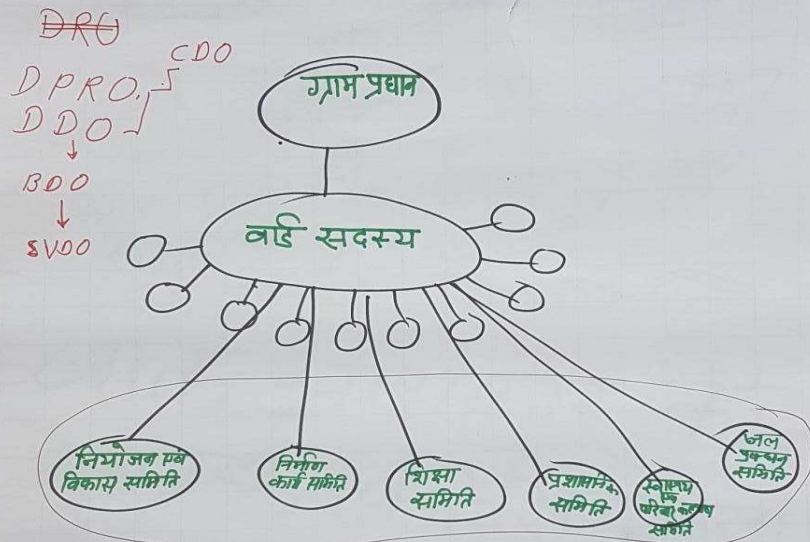 DRO
CDO
DPRO
DDO
BDO
SVDO
ग्राम प्रधान
वार्ड सदस्य
नियोजन एवं
विकास समिति
निर्माण
कार्य समिति
शिक्षा
समिति
प्रशासनिक
समिति
स्वास्थ्य
एवं
परिवार कल्याण
समिति
जल
प्रबन्धन
समिति